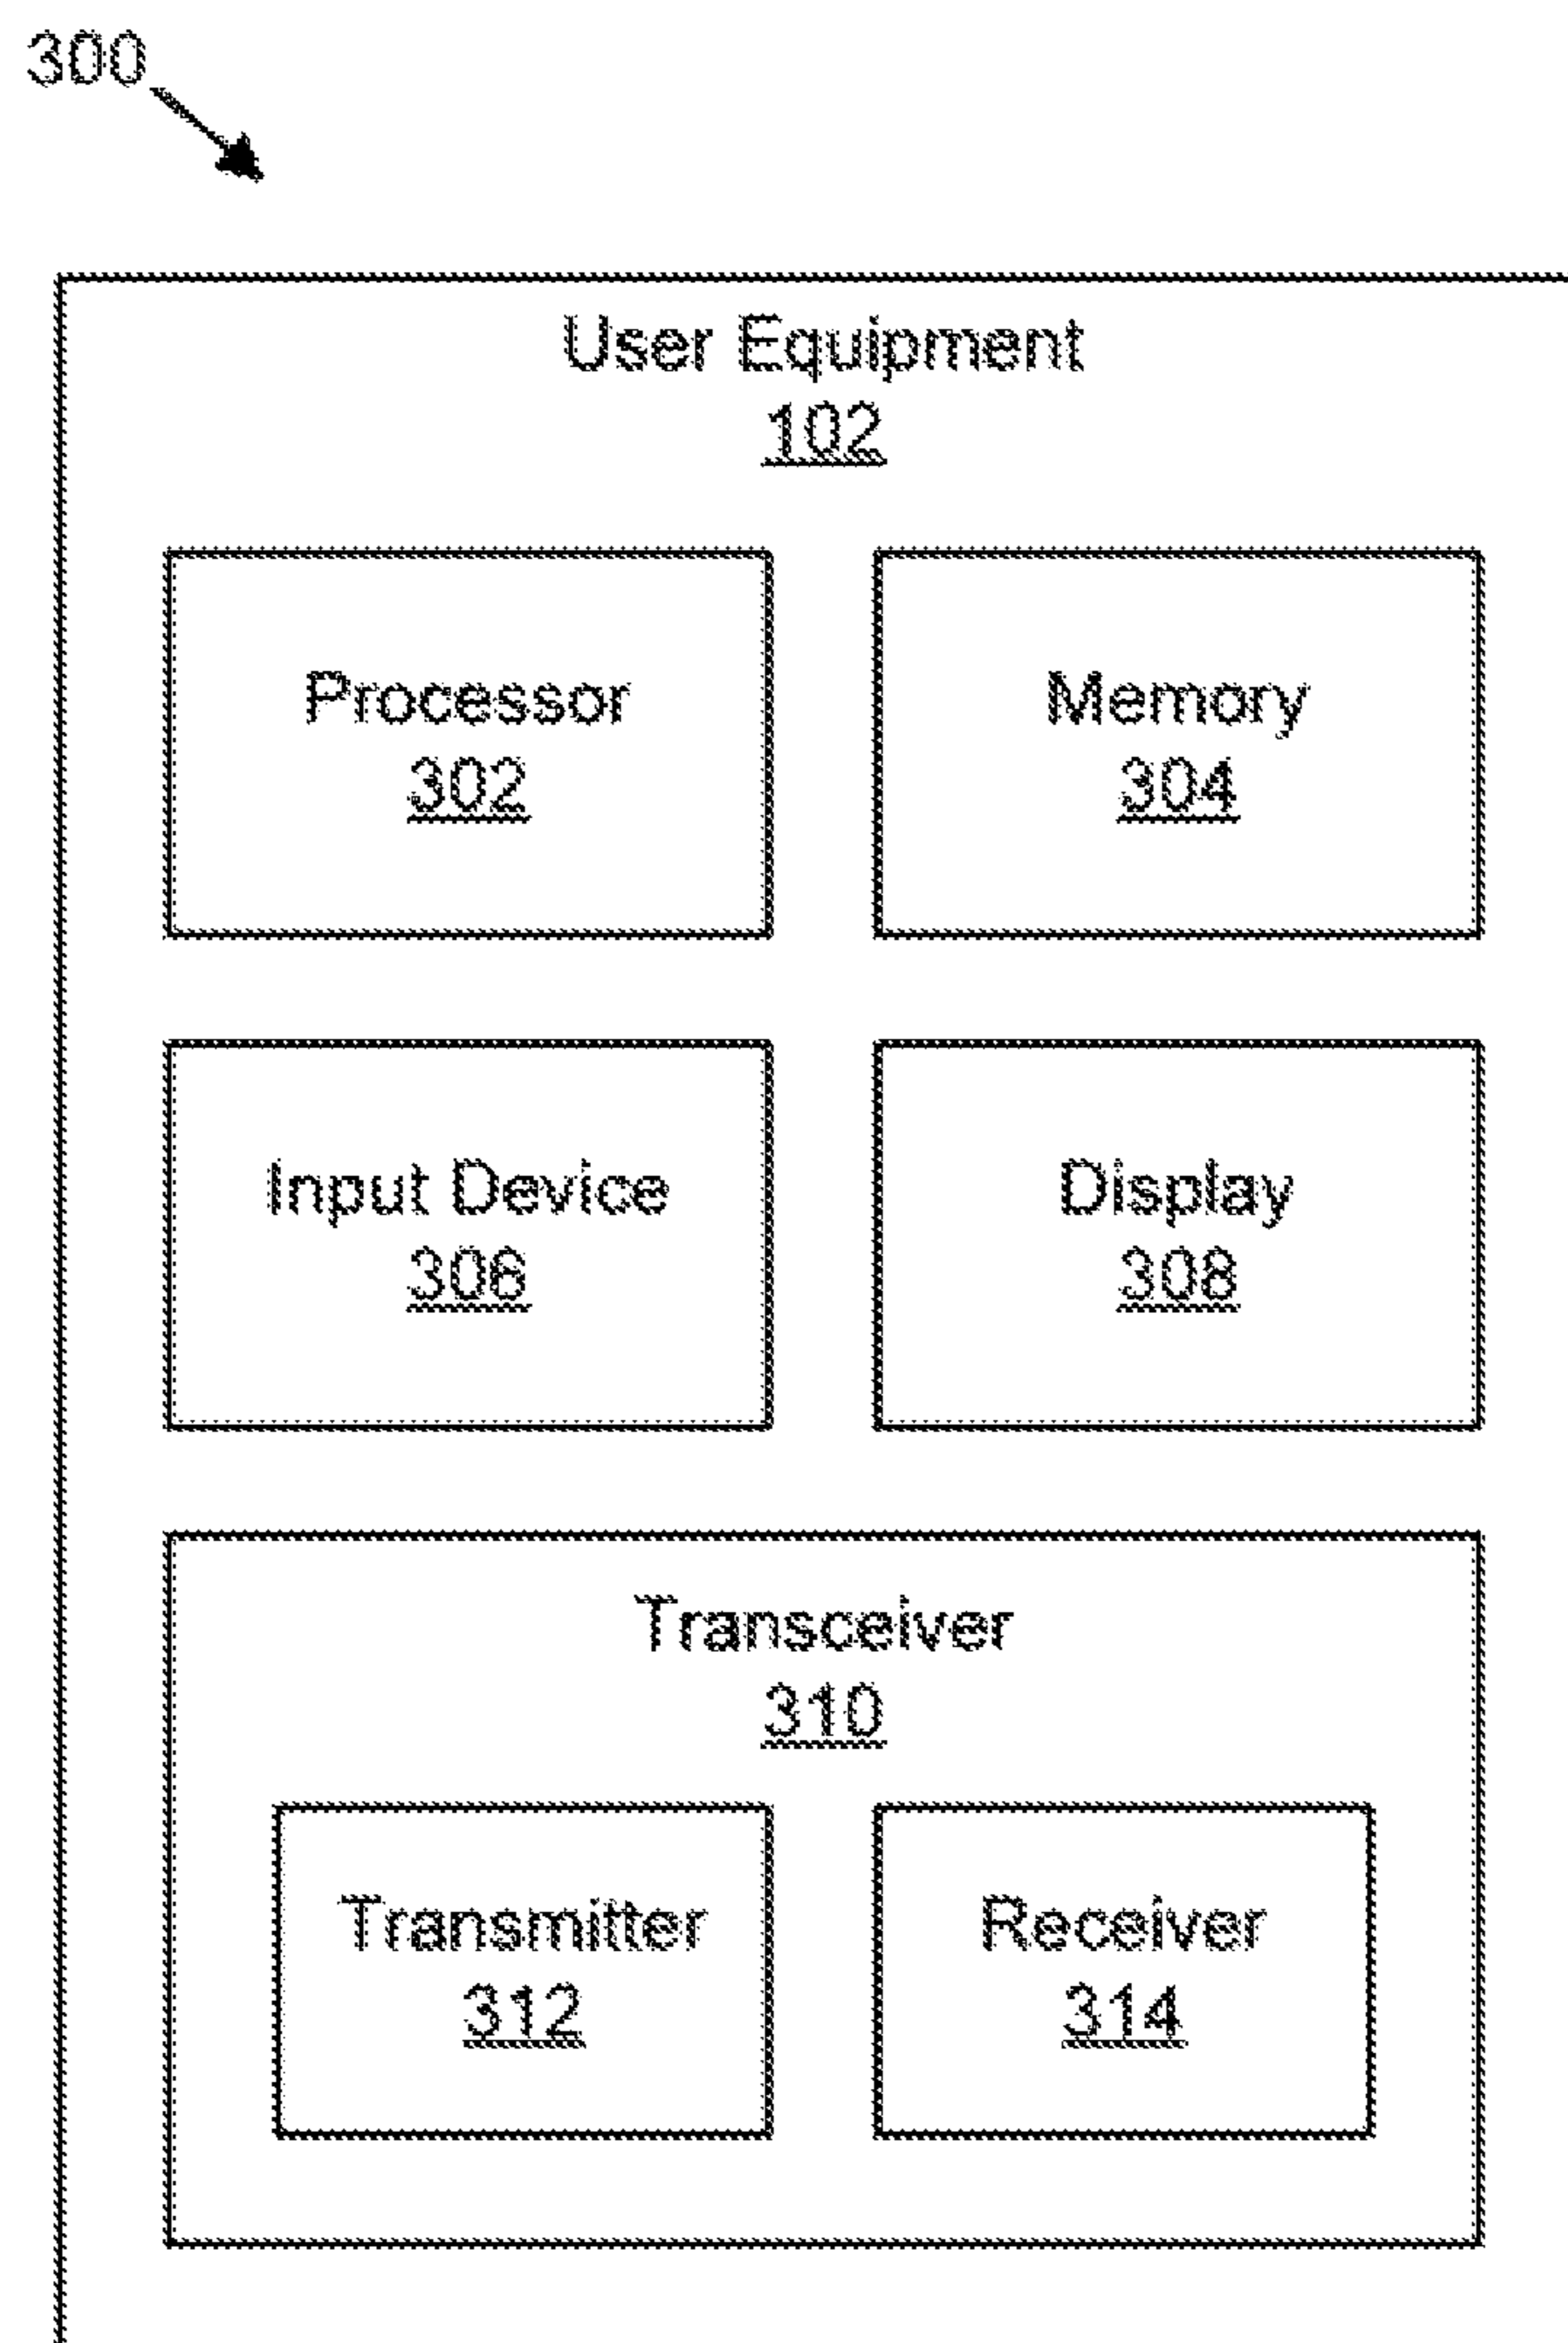 300
User Equipment
102
Processor
302
Memory
304
Input Device
306
Display
308
Transceiver
310
Transmitter
312
Receiver
314